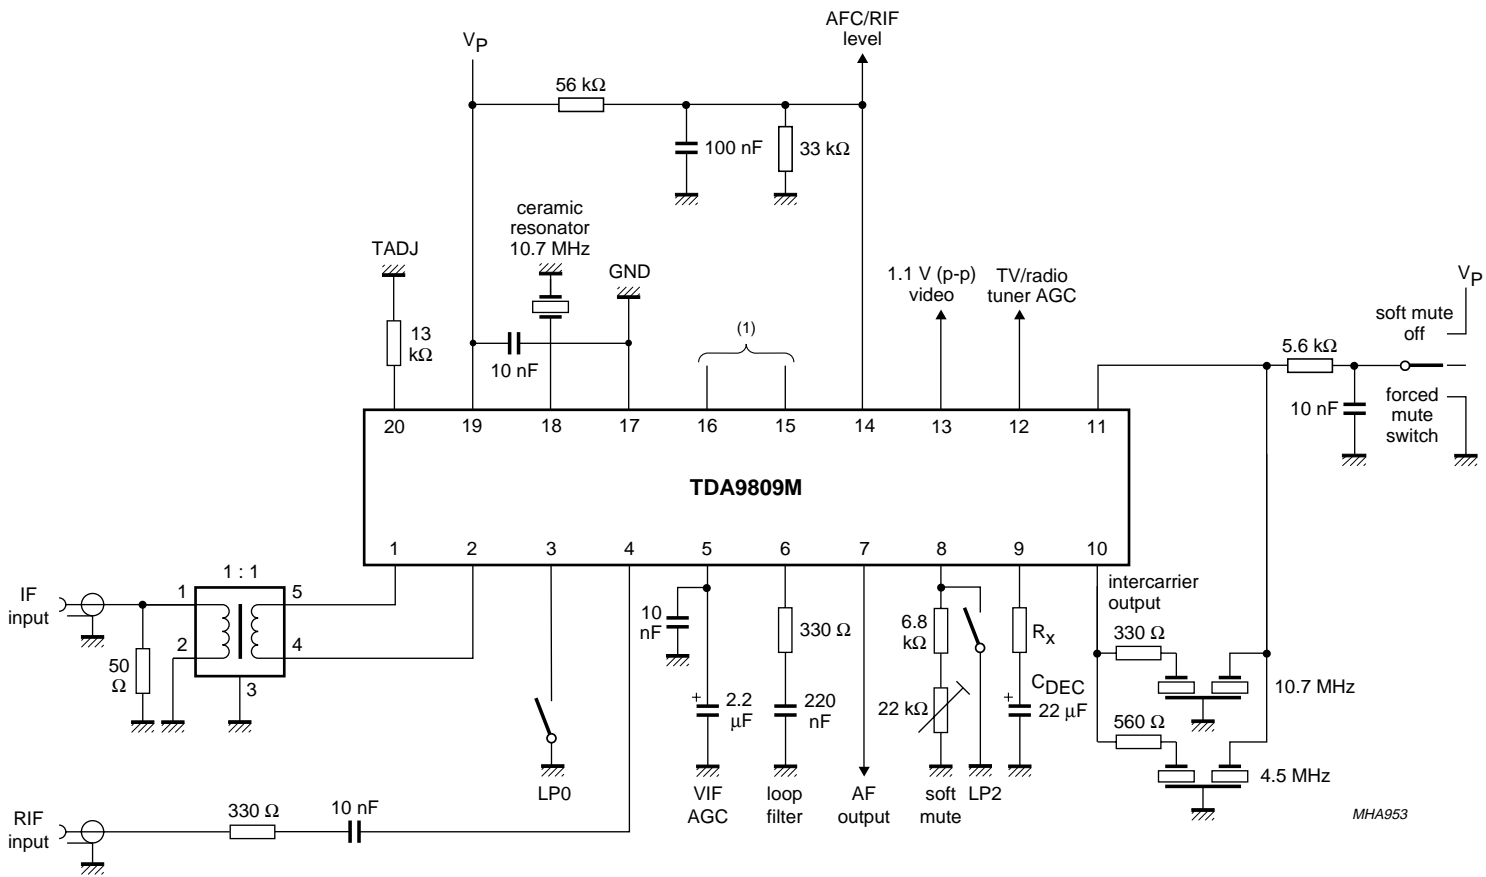 AFC/RIF
level
VP
56 kΩ
100 nF
33 kΩ
ceramic
resonator
10.7 MHz
TADJ
GND
1.1 V (p-p)
video
TV/radio
tuner AGC
VP
soft mute
off
13
kΩ
10 nF
(1)
5.6 kΩ
10 nF
forced
mute
switch
20
19
18
17
16
15
14
13
12
11
TDA9809M
1
2
3
4
5
6
7
8
9
10
IF
input
1 : 1
1
5
2
4
3
50
Ω
10
nF
330 Ω
6.8
kΩ
RX
intercarrier
output
330 Ω
10.7 MHz
+
2.2
μF
220
nF
22 kΩ
CDEC
+
22 μF
560 Ω
4.5 MHz
LP0
VIF
AGC
loop
filter
AF
output
soft
mute
LP2
RIF
input
330 Ω
10 nF
MHA953